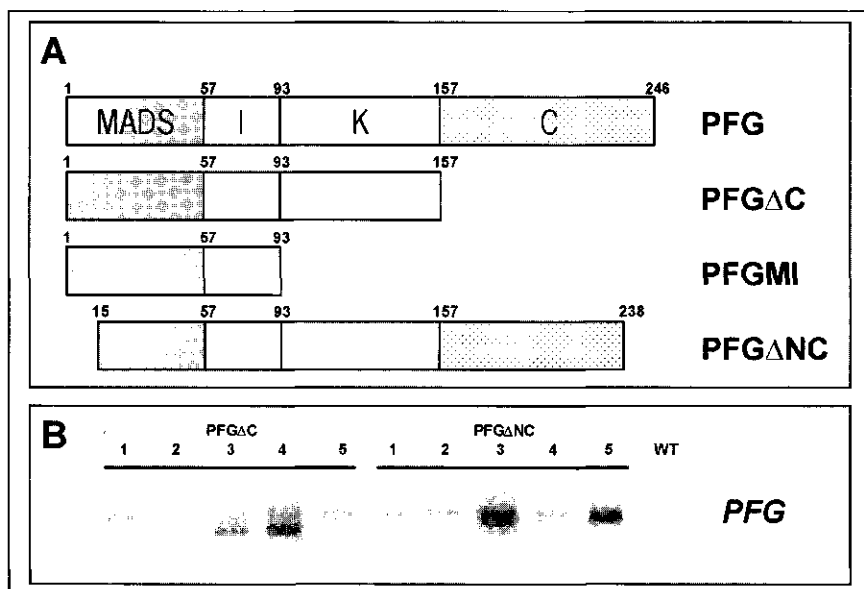 A
1 57 93 157 246
MADS I K C PFG
1 57 93 157
PFGΔC
1 57 93
PFGMI
15 57 93 157 238
PFGΔNC
B
PFGΔC PFGΔNC
1 2 3 4 5 1 2 3 4 5 WT
PFG